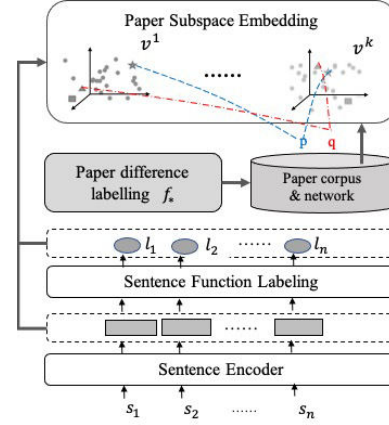 Paper Subspace Embedding
v¹ v^k
......
p q
Paper difference
labelling f*
Paper corpus
& network
l₁ l₂ ...... lₙ
Sentence Function Labeling
......
Sentence Encoder
s₁ s₂ ...... sₙ